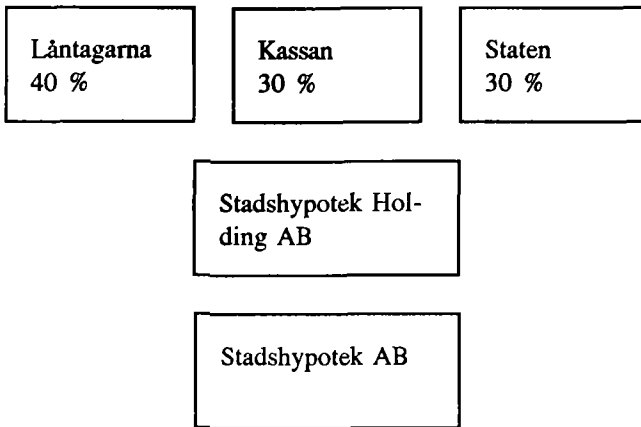 Låntagarna
40 %
Kassan
30 %
Staten
30 %
Stadshypotek Hol-
ding AB
Stadshypotek AB